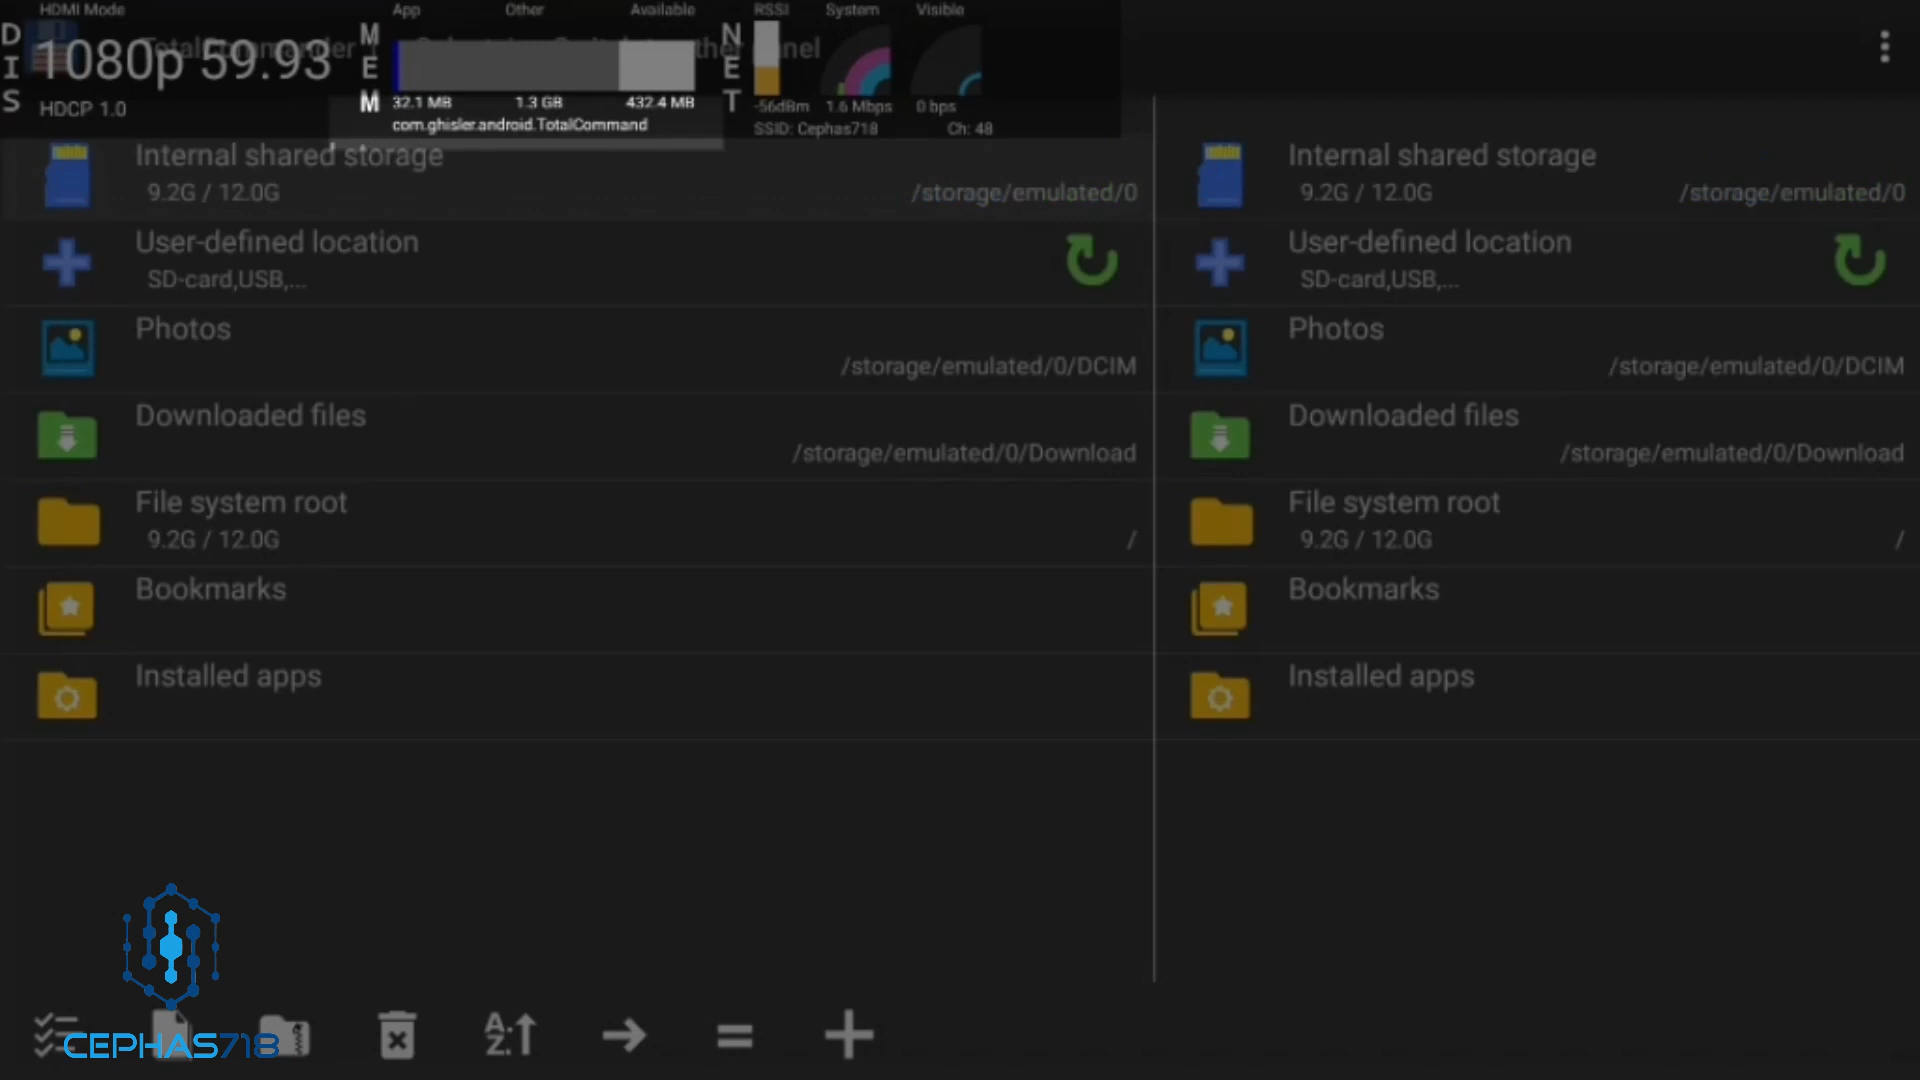 HDMI Mode
1080p 59.93
HDCP 1.0
DIS
MEM
App Other Available
32.1 MB 1.3 GB 432.4 MB
com.ghisler.android.TotalCommand
NET
RSSI System Visible
-56dBm 1.6 Mbps 0 bps
SSID: Cephas718 Ch: 48
Internal shared storage
9.2G / 12.0G /storage/emulated/0
User-defined location
SD-card,USB,...
Photos
/storage/emulated/0/DCIM
Downloaded files
/storage/emulated/0/Download
File system root
9.2G / 12.0G /
Bookmarks
Installed apps
Internal shared storage
9.2G / 12.0G /storage/emulated/0
User-defined location
SD-card,USB,...
Photos
/storage/emulated/0/DCIM
Downloaded files
/storage/emulated/0/Download
File system root
9.2G / 12.0G /
Bookmarks
Installed apps
A..Z.
CEPHAS718